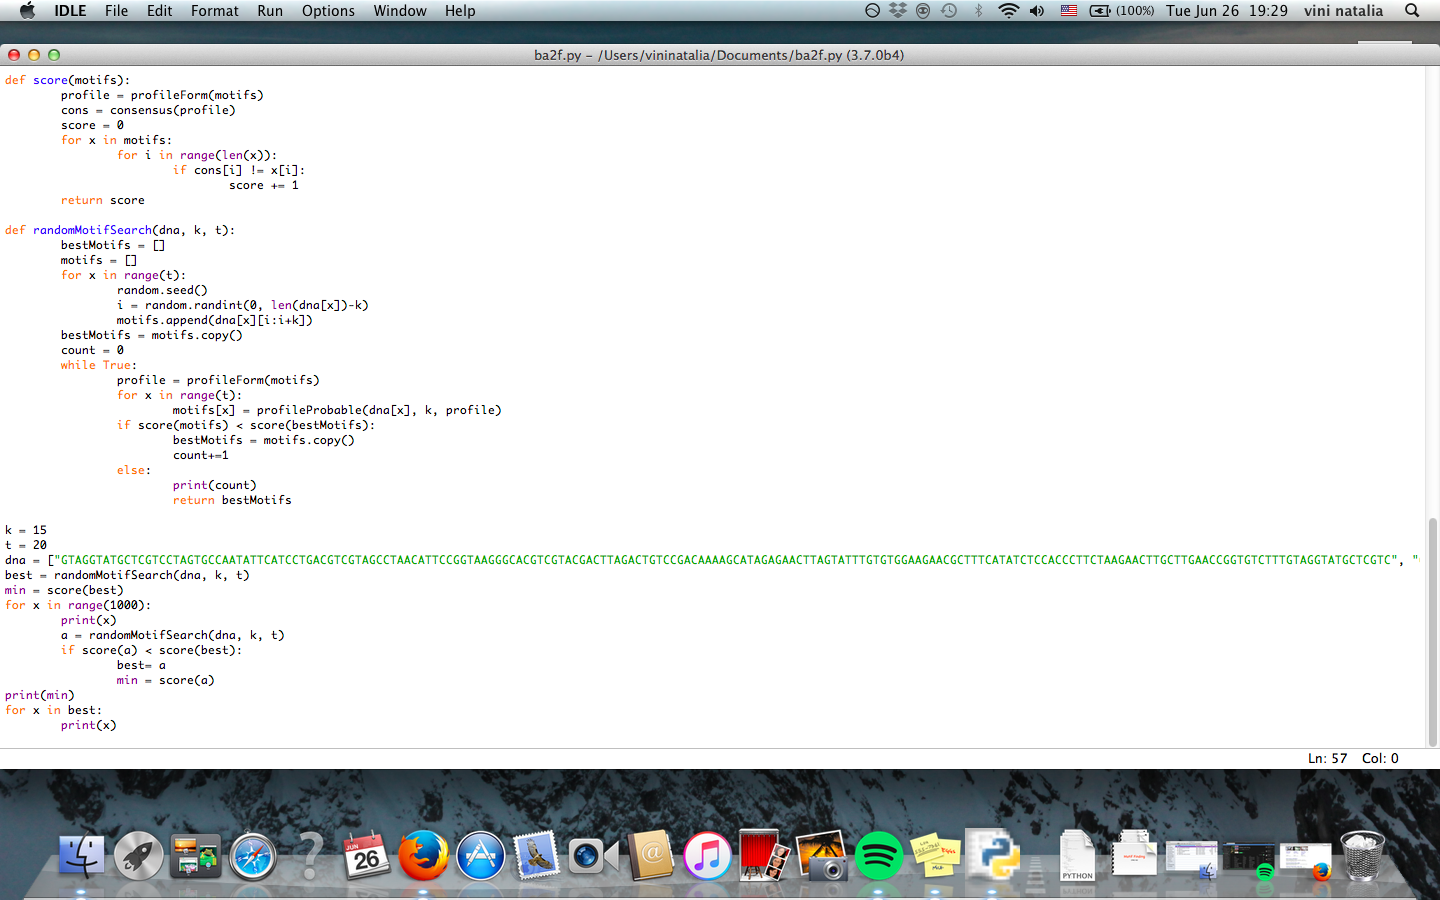 IDLE File Edit Format Run Options Window Help (100%) Tue Jun 26 19:29 vini natalia
ba2f.py – /Users/vininatalia/Documents/ba2f.py (3.7.0b4)
def score(motifs):
profile = profileForm(motifs)
cons = consensus(profile)
score = 0
for x in motifs:
for i in range(len(x)):
if cons[i] != x[i]:
score += 1
return score
def randomMotifSearch(dna, k, t):
bestMotifs = []
motifs = []
for x in range(t):
random.seed()
i = random.randint(0, len(dna[x])-k)
motifs.append(dna[x][i:i+k])
bestMotifs = motifs.copy()
count = 0
while True:
profile = profileForm(motifs)
for x in range(t):
motifs[x] = profileProbable(dna[x], k, profile)
if score(motifs) < score(bestMotifs):
bestMotifs = motifs.copy()
count+=1
else:
print(count)
return bestMotifs
k = 15
t = 20
dna = ["GTAGGTATGCTCGTCCTAGTGCCAATATTCATCCTGACGTCGTAGCCTAACATTCCGGTAAGGGCACGTCGTACGACTTAGACTGTCCGACAAAAGCATAGAGAACTTAGTATTTGTGTGGAAGAACGCTTTCATATCTCCACCCTTCTAAGAACTTGCTTGAACCGGTGTCTTTGTAGGTATGCTCGTC", "
best = randomMotifSearch(dna, k, t)
min = score(best)
for x in range(1000):
print(x)
a = randomMotifSearch(dna, k, t)
if score(a) < score(best):
best= a
min = score(a)
print(min)
for x in best:
print(x)
Ln: 57 Col: 0
JUN
26
PYTHON